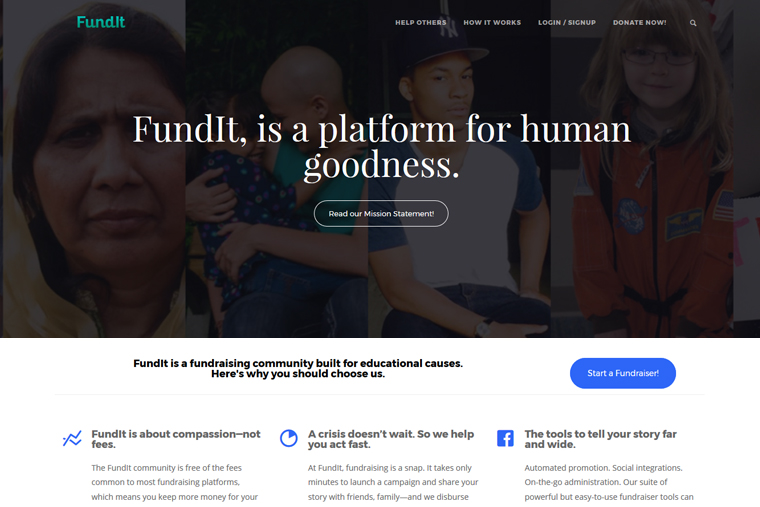 FundIt
HELP OTHERS HOW IT WORKS LOGIN / SIGNUP DONATE NOW!
FundIt, is a platform for human
goodness.
Read our Mission Statement!
FundIt is a fundraising community built for educational causes.
Here's why you should choose us.
Start a Fundraiser!
FundIt is about compassion—not
fees.
The FundIt community is free of the fees
common to most fundraising platforms,
which means you keep more money for your
A crisis doesn't wait. So we help
you act fast.
At FundIt, fundraising is a snap. It takes only
minutes to launch a campaign and share your
story with friends, family—and we disburse
The tools to tell your story far
and wide.
Automated promotion. Social integrations.
On-the-go administration. Our suite of
powerful but easy-to-use fundraiser tools can